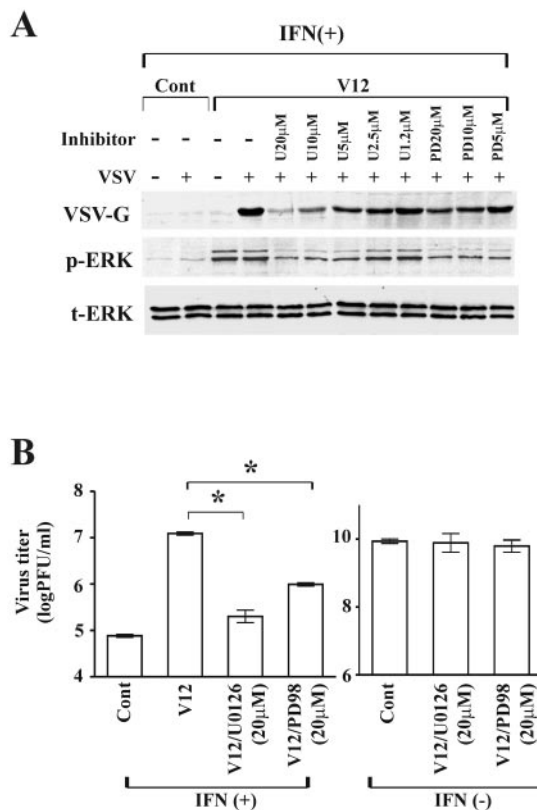 A
IFN(+)
Cont V12
Inhibitor - - - - U20μM U10μM U5μM U2.5μM U1.2μM PD20μM PD10μM PD5μM
VSV - + - + + + + + + + + +
VSV-G
p-ERK
t-ERK
B
Virus titer
(logPFU/ml)
8
7
6
5
4
*
*
10
8
6
Cont
V12
V12/U0126
(20μM)
V12/PD98
(20μM)
Cont
V12/U0126
(20μM)
V12/PD98
(20μM)
IFN (+)
IFN (-)